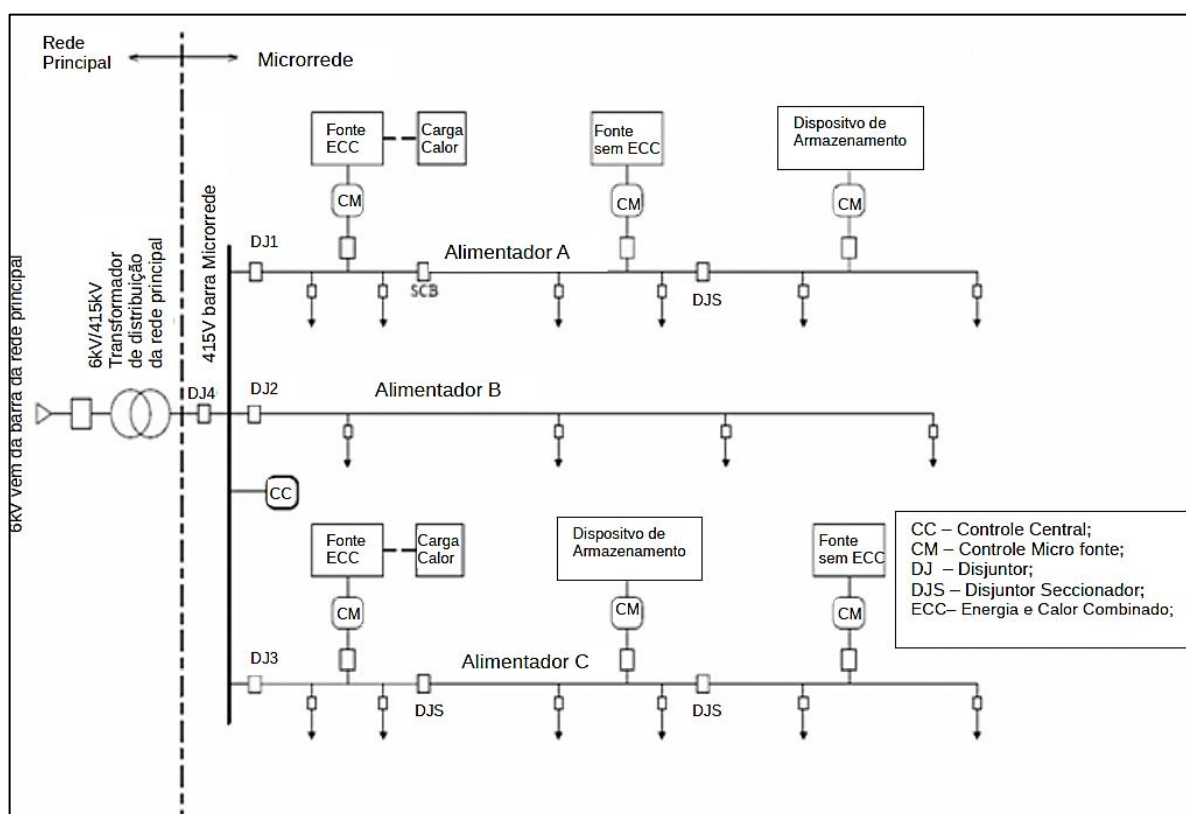 Rede
Principal
Microrrede
Fonte
ECC
Carga
Calor
Fonte
sem ECC
Dispositvo de
Armazenamento
CM
CM
CM
DJ1
Alimentador A
SCB
DJS
6kV vem da barra da rede principal
6kV/415kV
Transformador
de distribuição
da rede principal
415V barra Microrrede
DJ4
DJ2
Alimentador B
CC
Fonte
ECC
Carga
Calor
Dispositvo de
Armazenamento
Fonte
sem ECC
CM
CM
CM
DJ3
Alimentador C
DJS
DJS
CC – Controle Central;
CM – Controle Micro fonte;
DJ – Disjuntor;
DJS – Disjuntor Seccionador;
ECC– Energia e Calor Combinado;